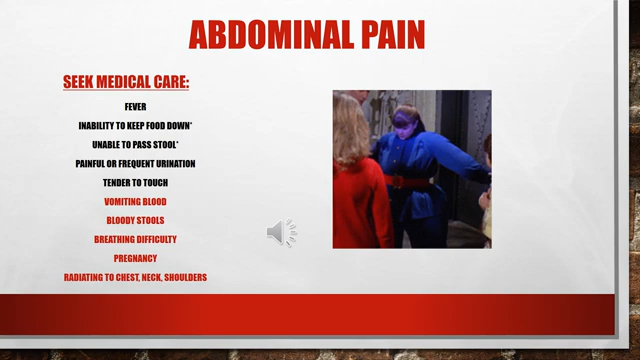 ABDOMINAL PAIN
SEEK MEDICAL CARE:
FEVER
INABILITY TO KEEP FOOD DOWN*
UNABLE TO PASS STOOL*
PAINFUL OR FREQUENT URINATION
TENDER TO TOUCH
VOMITING BLOOD
BLOODY STOOLS
BREATHING DIFFICULTY
PREGNANCY
RADIATING TO CHEST, NECK, SHOULDERS